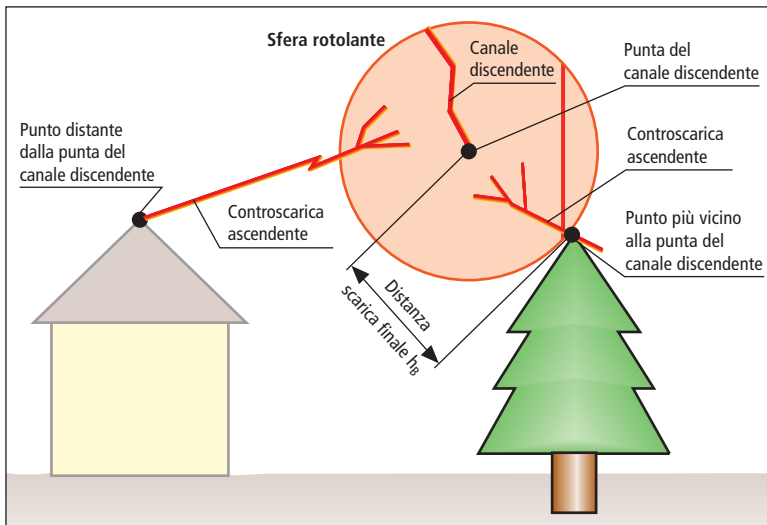 Sfera rotolante
Canale
discendente
Punta del
canale discendente
Punto distante
dalla punta del
canale discendente
Controscarica
ascendente
Controscarica
ascendente
Punto più vicino
alla punta del
canale discendente
Distanza
scarica finale hB